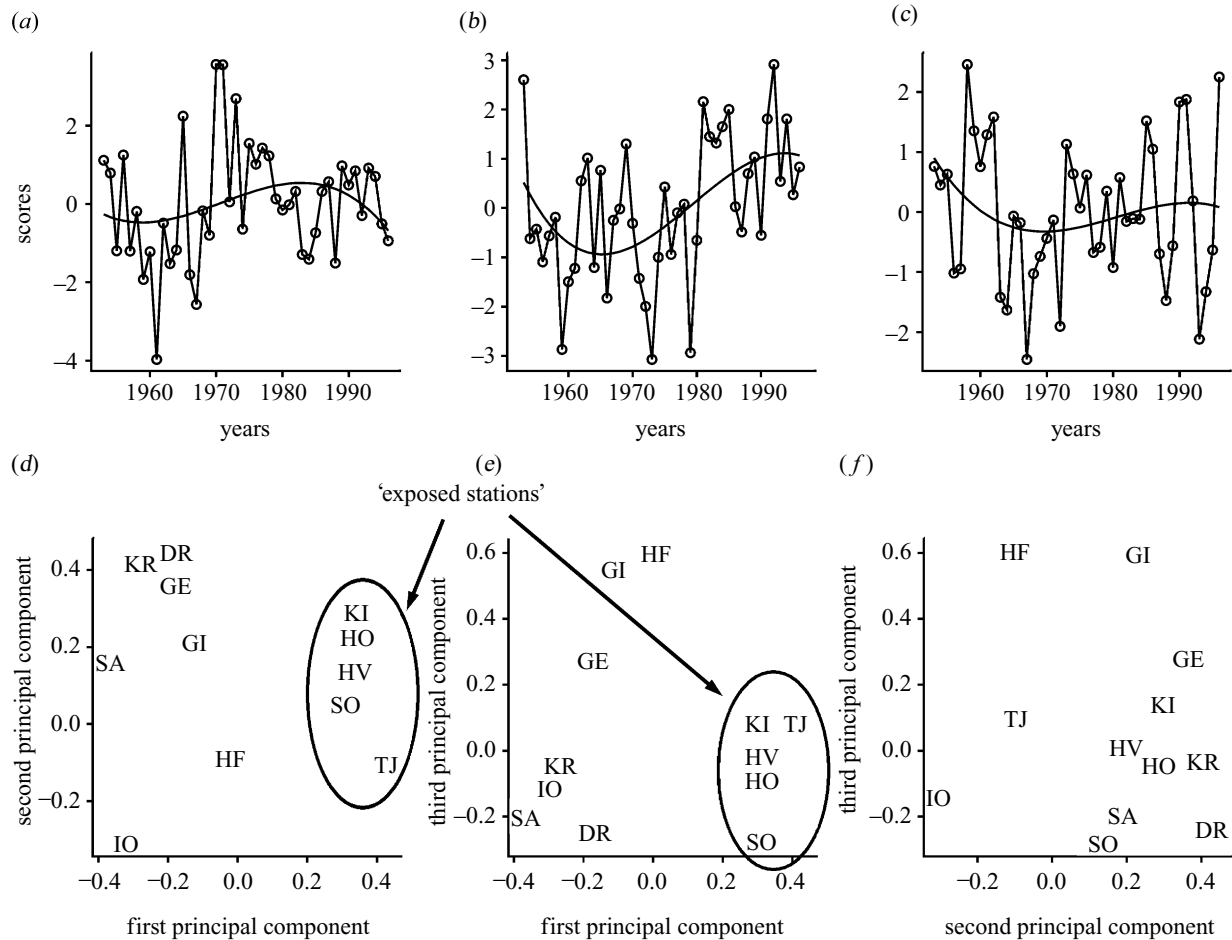 (a)
(b)
(c)
scores
2
0
−2
−4
1960 1970 1980 1990
years
3
2
1
0
−1
−2
−3
1960 1970 1980 1990
years
2
1
0
−1
−2
1960 1970 1980 1990
years
(d)
(e)
(f)
'exposed stations'
second principal component
0.4
0.2
0.0
−0.2
DR
KR
GE
KI
HO
GI
SA
HV
SO
HF
TJ
IO
−0.4 −0.2 0.0 0.2 0.4
first principal component
third principal component
0.6
0.4
0.2
0.0
−0.2
HF
GI
GE
KI TJ
HV
KR
HO
IO
SA
DR
SO
−0.4 −0.2 0.0 0.2 0.4
first principal component
third principal component
0.6
0.4
0.2
0.0
−0.2
HF GI
GE
KI
TJ
HV
KR
HO
IO
SA
DR
SO
−0.2 0.0 0.2 0.4
second principal component